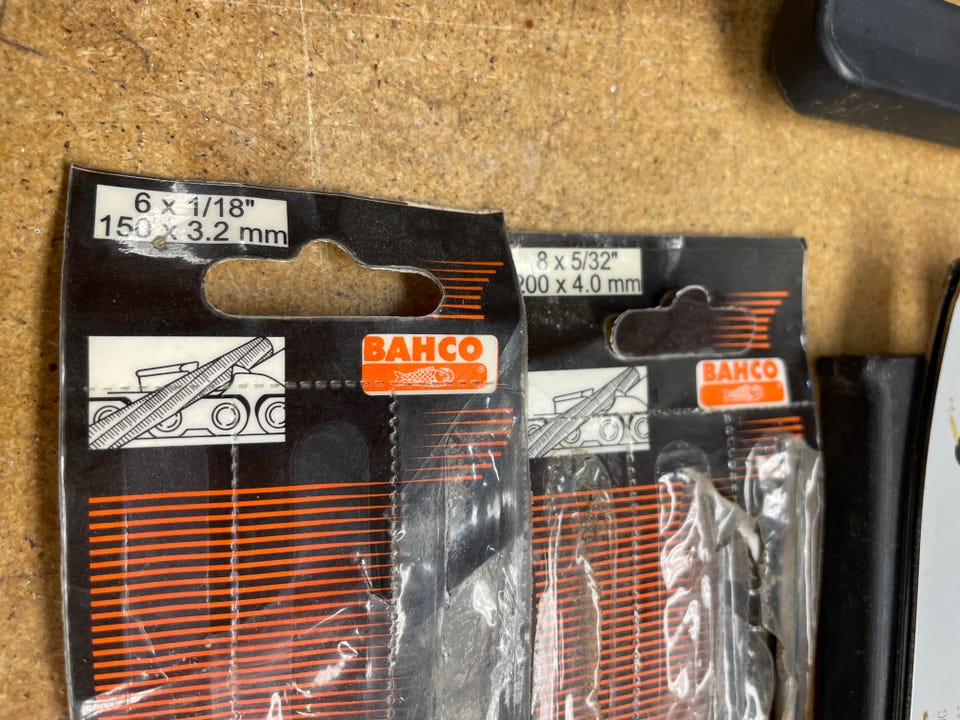 6 x 1/18"
150 x 3.2 mm
BAHCO
8 x 5/32"
200 x 4.0 mm
BAHCO